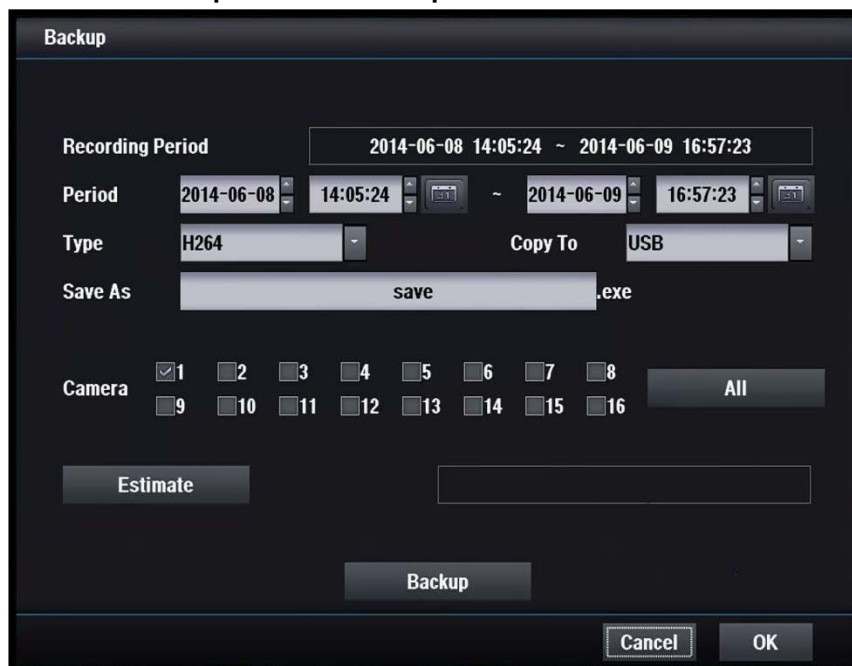 Backup
Recording Period 2014-06-08 14:05:24 ~ 2014-06-09 16:57:23
Period 2014-06-08 14:05:24 ~ 2014-06-09 16:57:23
Type H264 Copy To USB
Save As save .exe
1 2 3 4 5 6 7 8
Camera All
9 10 11 12 13 14 15 16
Estimate
Backup
Cancel OK